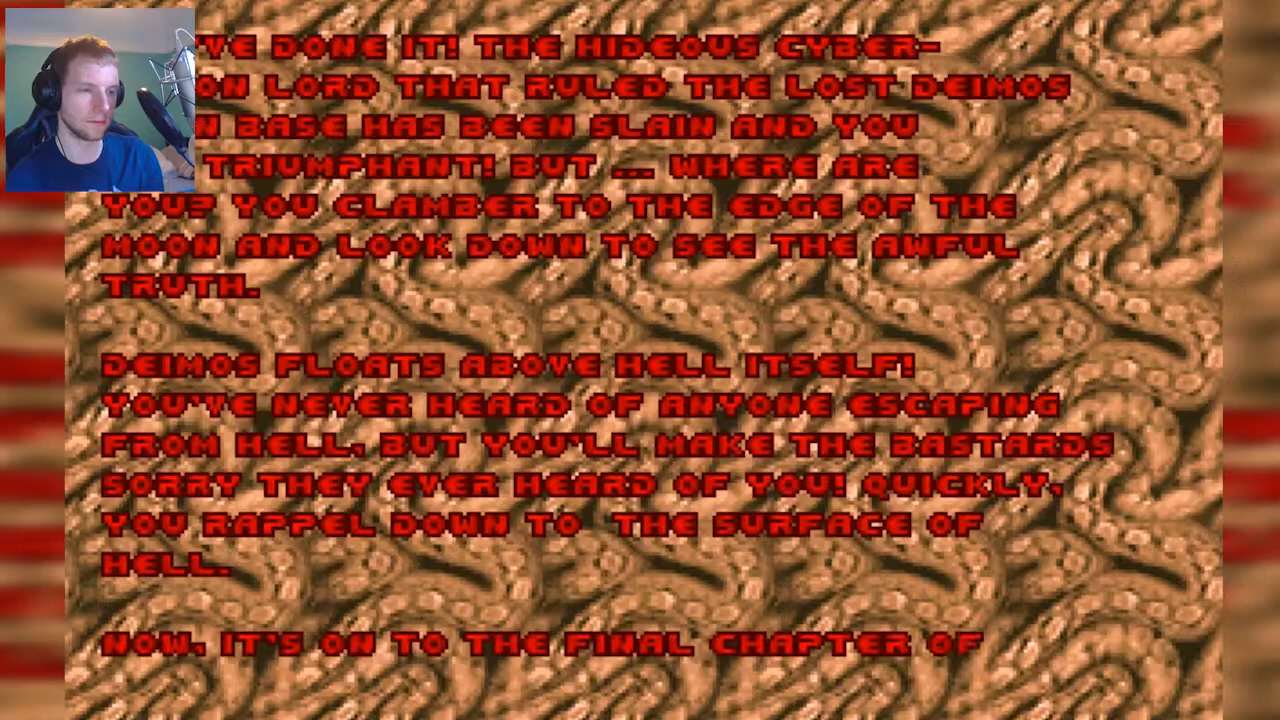 'VE DONE IT! THE HIDEOUS CYBER-
ON LORD THAT RULED THE LOST DEIMOS
N BASE HAS BEEN SLAIN AND YOU
TRIUMPHANT! BUT ... WHERE ARE
YOU? YOU CLAMBER TO THE EDGE OF THE
MOON AND LOOK DOWN TO SEE THE AWFUL
TRUTH.
DEIMOS FLOATS ABOVE HELL ITSELF!
YOU'VE NEVER HEARD OF ANYONE ESCAPING
FROM HELL, BUT YOU'LL MAKE THE BASTARDS
SORRY THEY EVER HEARD OF YOU! QUICKLY,
YOU RAPPEL DOWN TO THE SURFACE OF
HELL.
NOW, IT'S ON TO THE FINAL CHAPTER OF